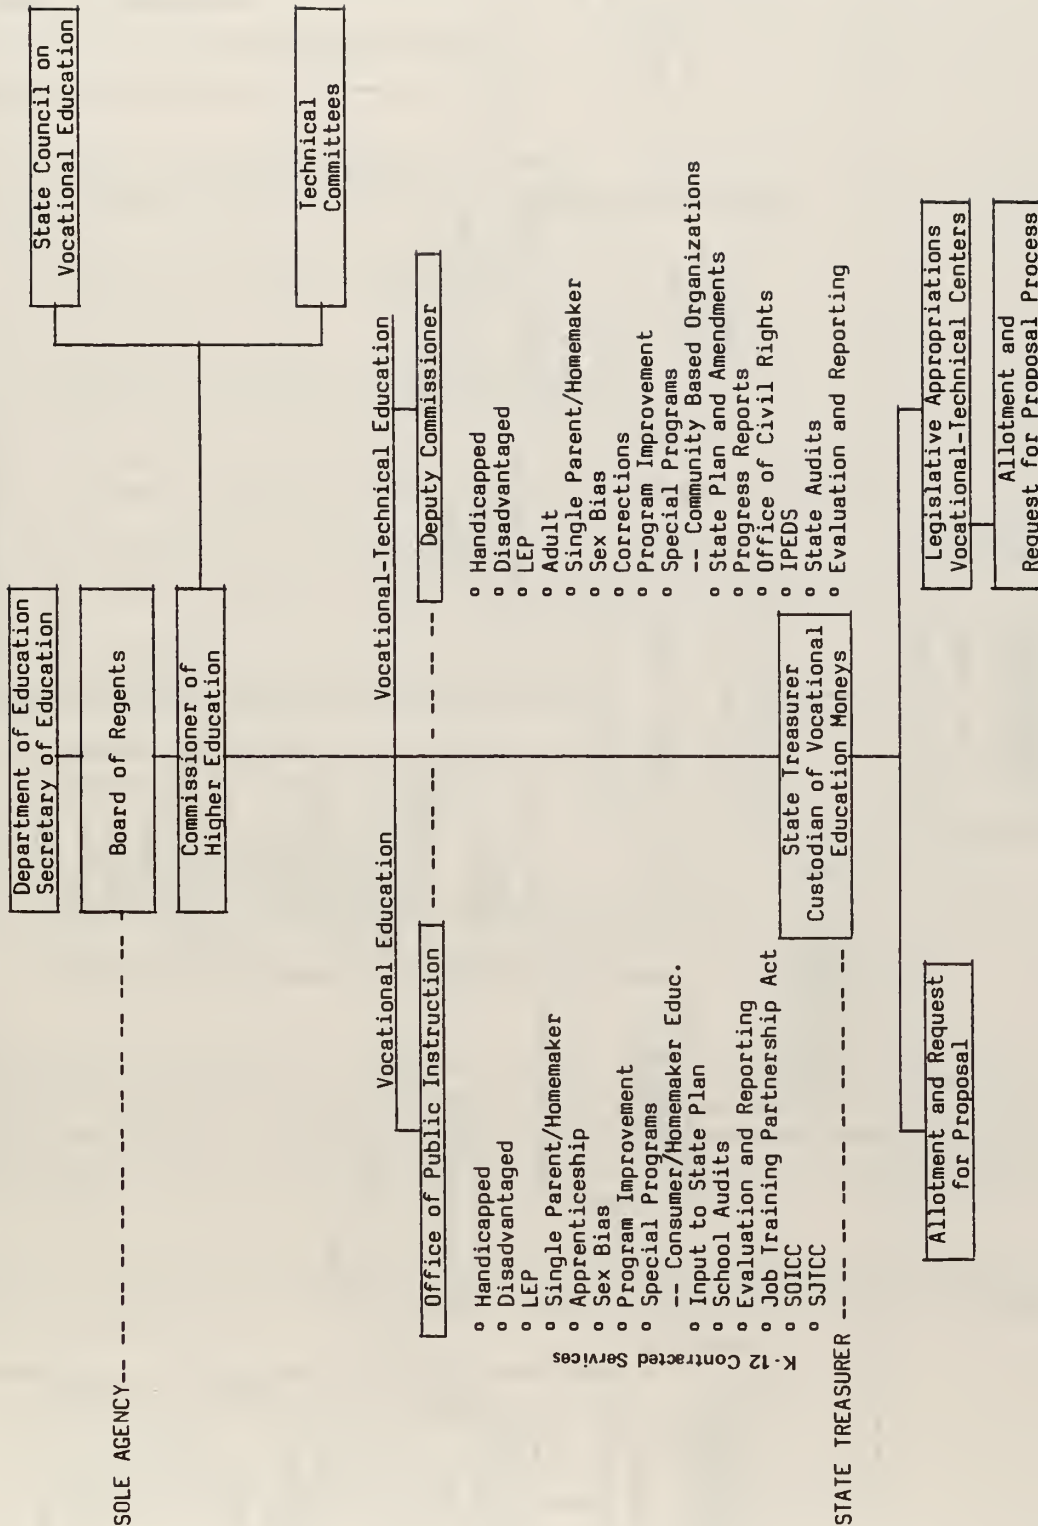 Department of Education
Secretary of Education
State Council on
Vocational Education
SOLE AGENCY-- -- -- -- -- -- -- -- -- --
Board of Regents
Commissioner of
Higher Education
Technical
Committees
Vocational Education
Vocational-Technical Education
Office of Public Instruction
Deputy Commissioner
K-12 Contracted Services
o Handicapped
o Disadvantaged
o LEP
o Single Parent/Homemaker
o Apprenticeship
o Sex Bias
o Program Improvement
o Special Programs
-- Consumer/Homemaker Educ.
o Input to State Plan
o School Audits
o Evaluation and Reporting
o Job Training Partnership Act
o SOICC
o SJTCC
o Handicapped
o Disadvantaged
o LEP
o Adult
o Single Parent/Homemaker
o Sex Bias
o Corrections
o Program Improvement
o Special Programs
-- Community Based Organizations
o State Plan and Amendments
o Progress Reports
o Office of Civil Rights
o IPEDS
o State Audits
o Evaluation and Reporting
State Treasurer
Custodian of Vocational
Education Moneys
STATE TREASURER -- -- -- -- -- -- -- --
Allotment and Request
for Proposal
Legislative Appropriations
Vocational-Technical Centers
Allotment and
Request for Proposal Process